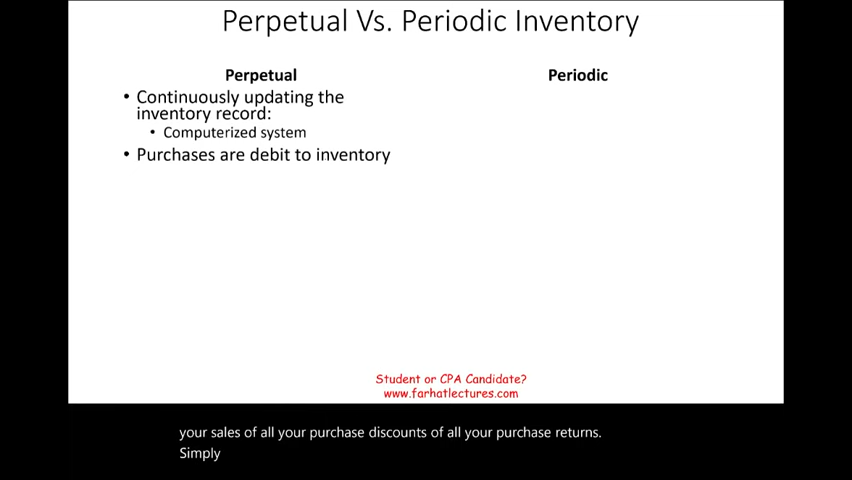 Perpetual Vs. Periodic Inventory
Perpetual
• Continuously updating the
inventory record:
• Computerized system
• Purchases are debit to inventory
Periodic
Student or CPA Candidate?
www.farhatlectures.com
your sales of all your purchase discounts of all your purchase returns.
Simply